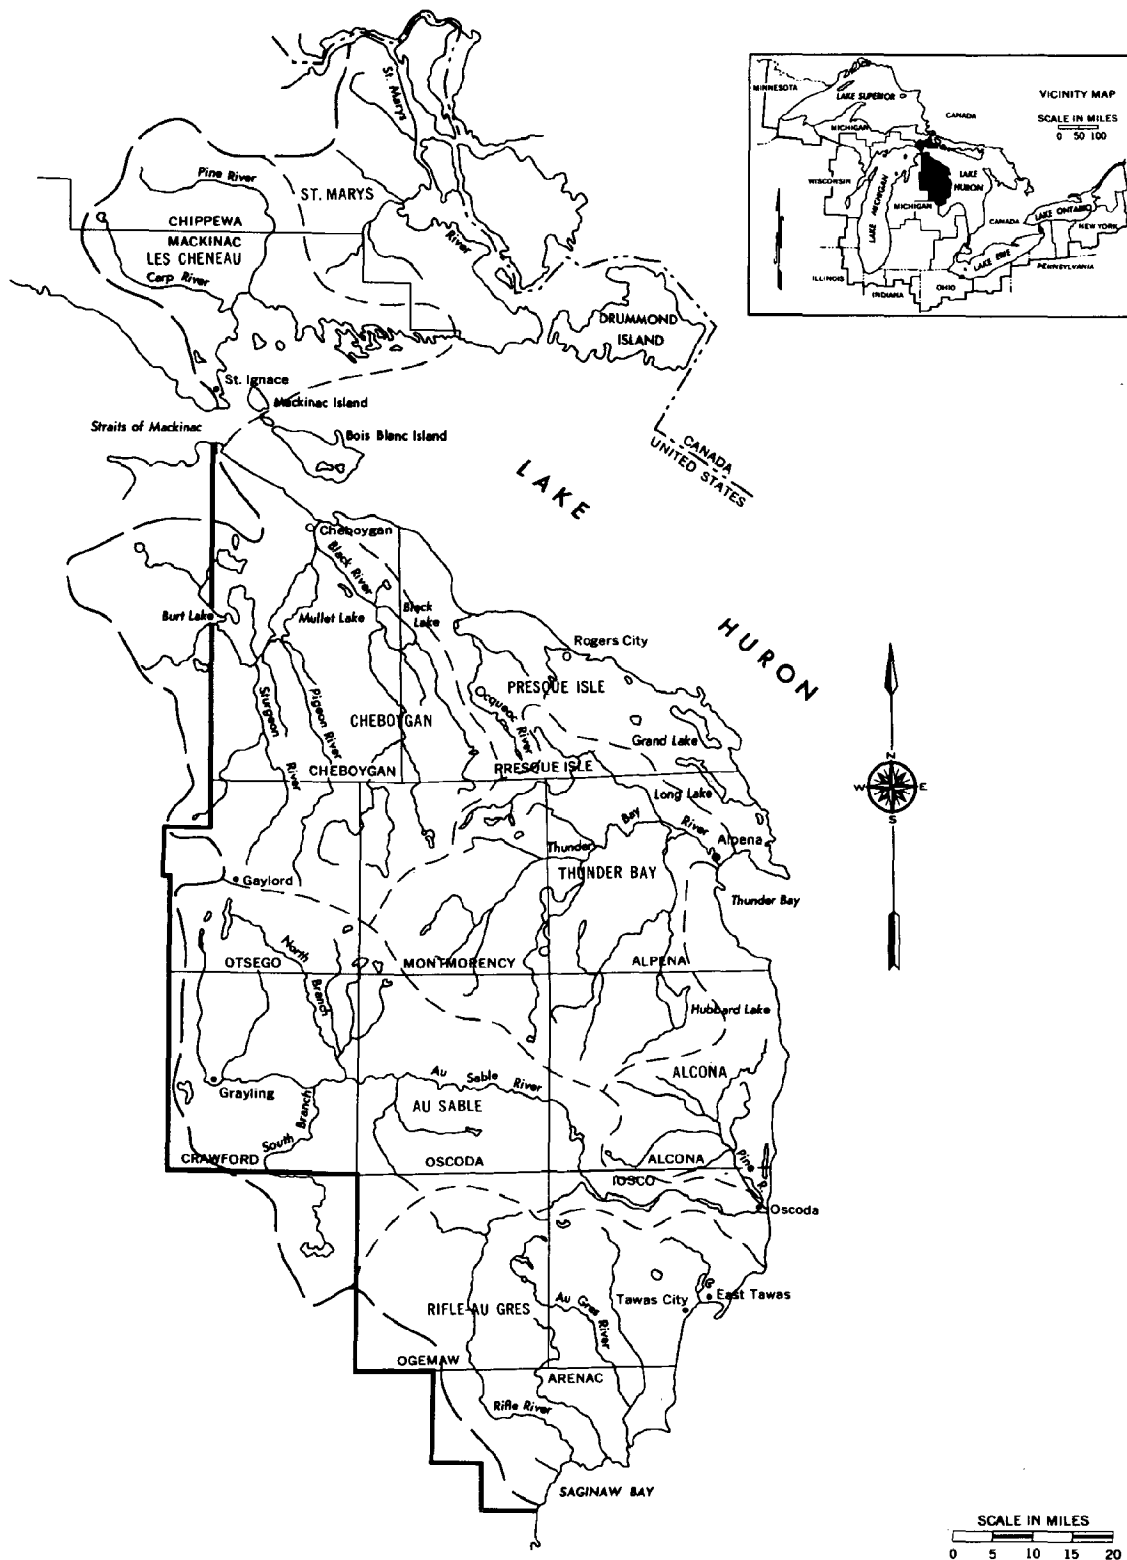 St. Marys
MINNESOTA
LAKE SUPERIOR
CANADA
MICHIGAN
WISCONSIN
LAKE MICHIGAN
MICHIGAN
LAKE
HURON
CANADA
LAKE ONTARIO
NEW YORK
LAKE ERIE
PENNSYLVANIA
ILLINOIS
INDIANA
OHIO
VICINITY MAP
SCALE IN MILES
0 50 100
Pine River
ST. MARYS
CHIPPEWA
MACKINAC
LES CHENEAU
River
Carp River
DRUMMOND
ISLAND
St. Ignace
Mackinac Island
Straits of Mackinac
Bois Blanc Island
CANADA
UNITED STATES
LAKE
HURON
Cheboygan
Black River
Burt Lake
Mullet Lake
Black
Lake
Rogers City
PRESQUE ISLE
Sturgeon
River
Pigeon River
CHEBOYGAN
Ocqueoc River
Grand Lake
CHEBOYGAN
PRESQUE ISLE
Long Lake
N
W E
S
Thunder
Bay
River
Alpena
Gaylord
THUNDER BAY
Thunder Bay
North
Branch
OTSEGO
MONTMORENCY
ALPENA
Hubbard Lake
Au Sable River
ALCONA
Grayling
South Branch
AU SABLE
CRAWFORD
OSCODA
ALCONA
IOSCO
Pine R
Oscoda
RIFLE-AU GRES
Au Gres River
Tawas City
East Tawas
OGEMAW
ARENAC
Rifle River
SAGINAW BAY
SCALE IN MILES
0 5 10 15 20